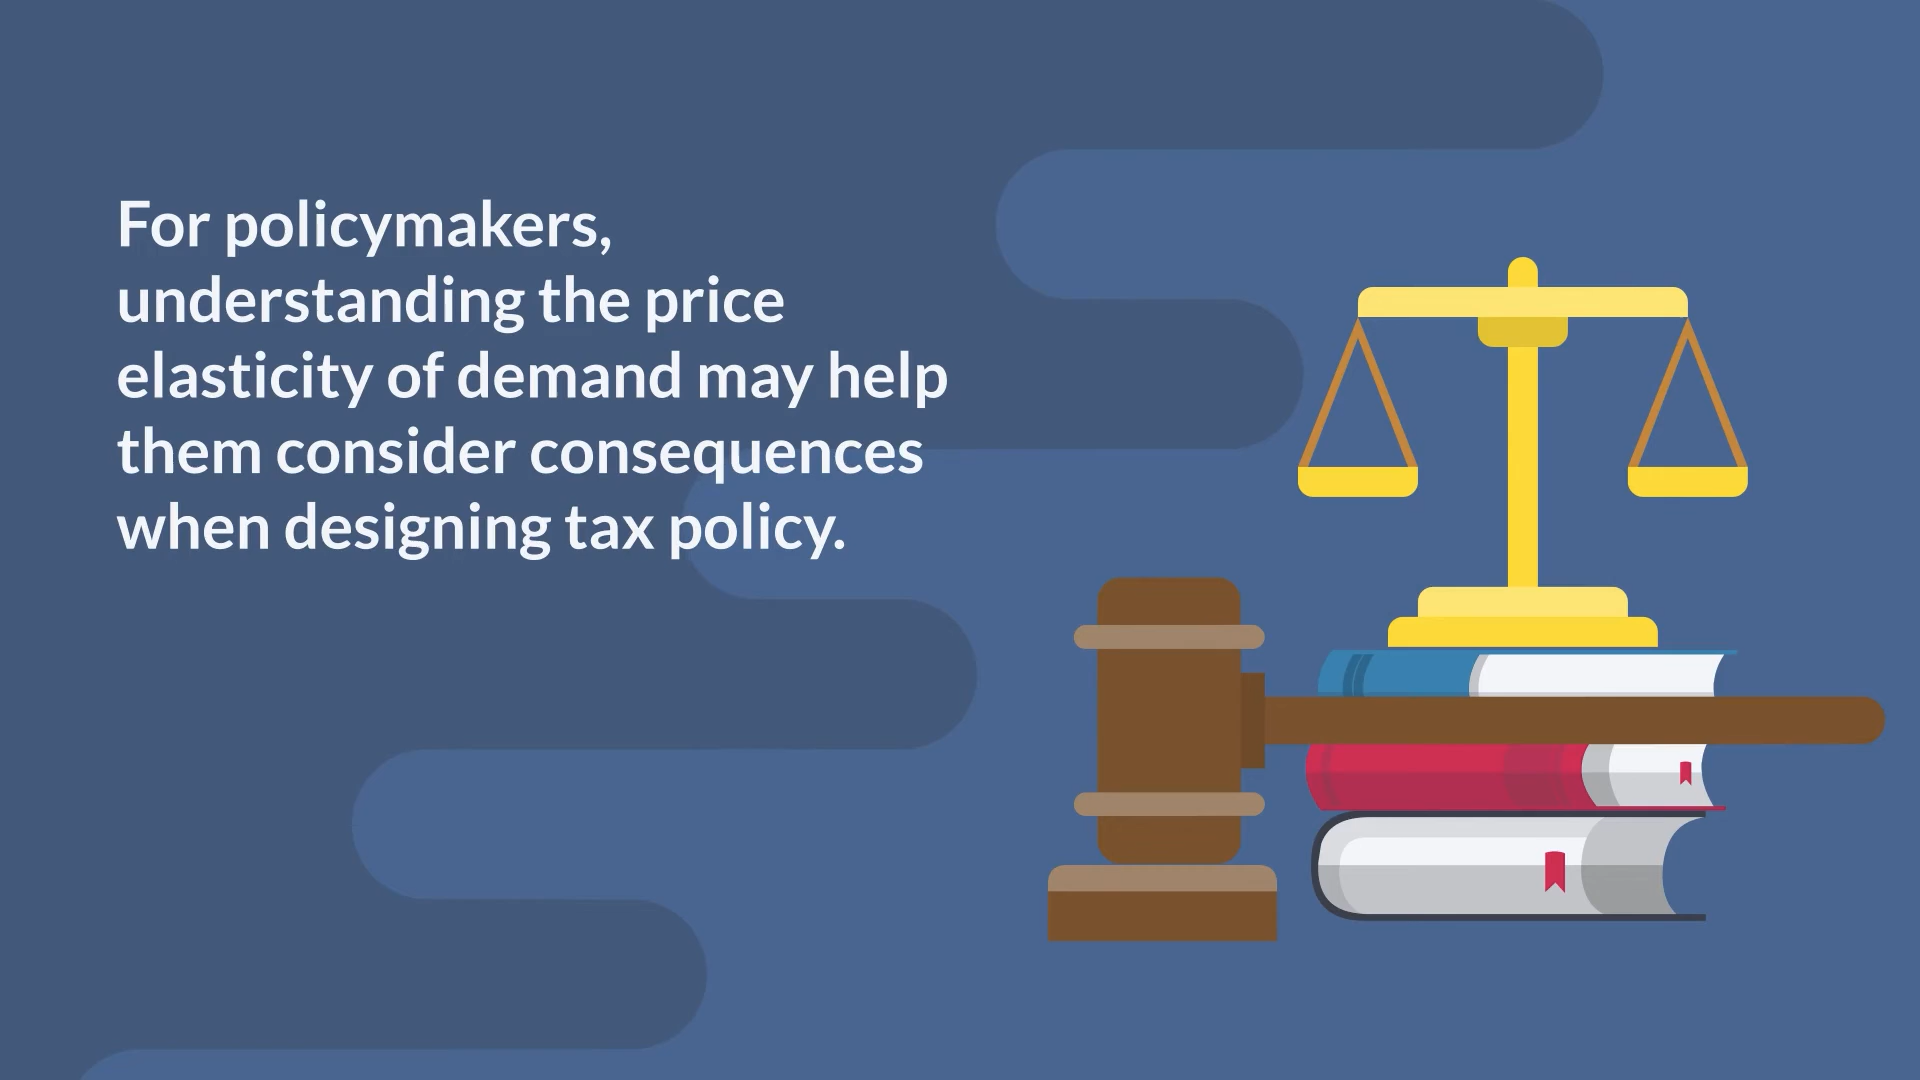 For policymakers,
understanding the price
elasticity of demand may help
them consider consequences
when designing tax policy.